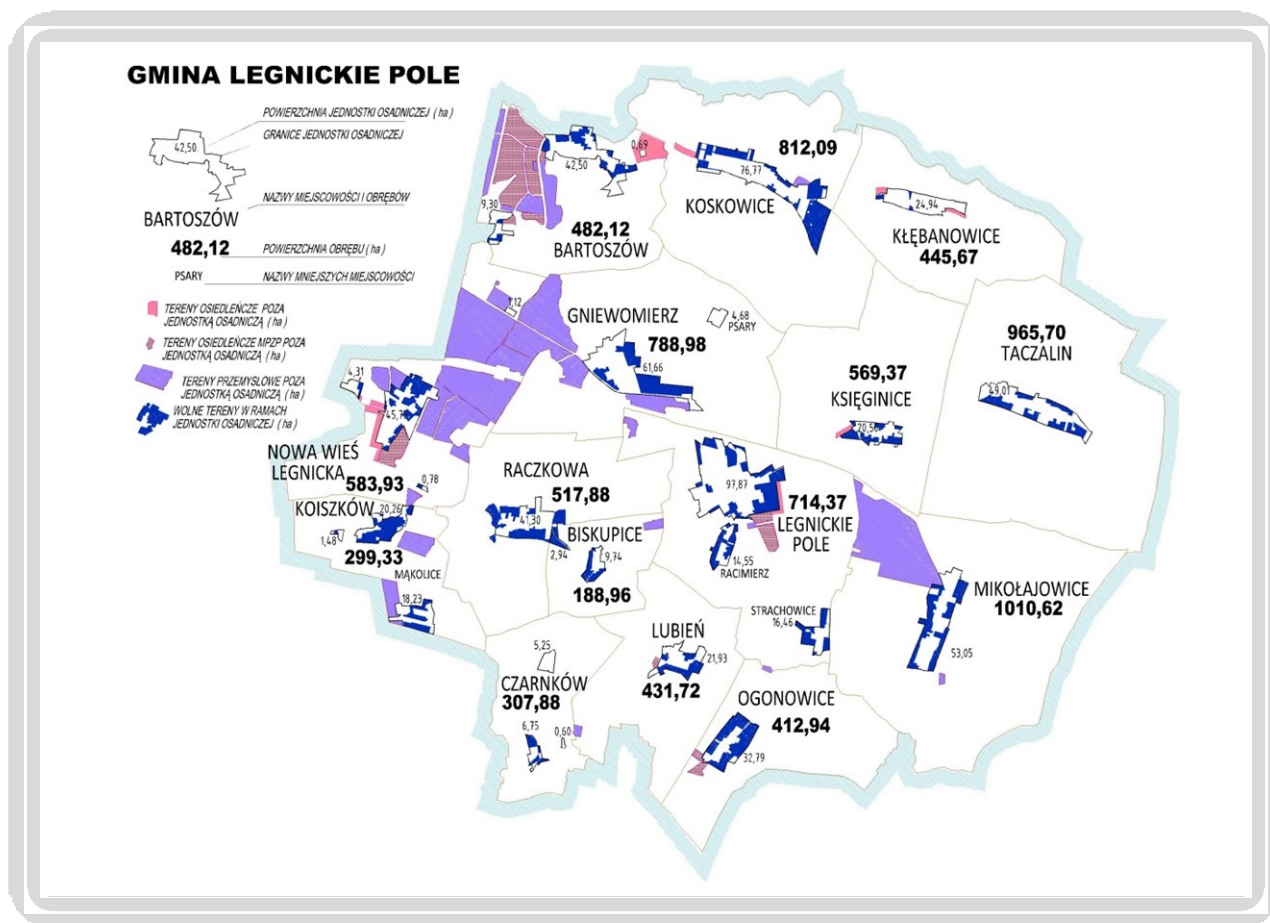 GMINA LEGNICKIE POLE
POWIERZCHNIA JEDNOSTKI OSADNICZEJ ( ha )
GRANICE JEDNOSTKI OSADNICZEJ
42,50
NAZWY MIEJSCOWOŚCI I OBRĘBÓW
BARTOSZÓW
482,12
POWIERZCHNIA OBRĘBU ( ha )
PSARY
NAZWY MNIEJSZYCH MIEJSCOWOŚCI
TERENY OSIEDLEŃCZE POZA
JEDNOSTKĄ OSADNICZĄ ( ha )
TERENY OSIEDLEŃCZE MPZP POZA
JEDNOSTKĄ OSADNICZĄ ( ha )
TERENY PRZEMYSŁOWE POZA
JEDNOSTKĄ OSADNICZĄ ( ha )
WOLNE TERENY W RAMACH
JEDNOSTKI OSADNICZEJ ( ha )
0,69
42,50
9,30
482,12
BARTOSZÓW
812,09
76,77
KOSKOWICE
24,94
KŁĘBANOWICE
445,67
1,12
GNIEWOMIERZ
788,98
61,66
4,68
PSARY
965,70
TACZALIN
49,01
569,37
KSIĘGINICE
20,56
4,31
NOWA WIEŚ
LEGNICKA
583,93
0,78
RACZKOWA
517,88
41,30
2,94
KOISZKÓW
20,26
1,48
299,33
MĄKOLICE
18,23
BISKUPICE
9,74
188,96
97,87
714,37
LEGNICKIE
POLE
14,55
RACIMIERZ
MIKOŁAJOWICE
1010,62
53,05
STRACHOWICE
16,46
LUBIEŃ
21,93
431,72
5,25
CZARNKÓW
307,88
6,75
0,60
OGONOWICE
412,94
32,79